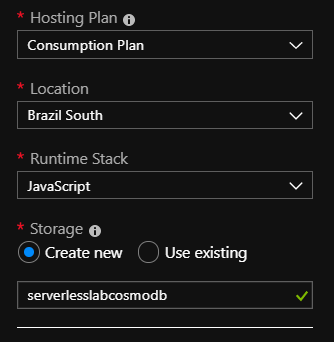 * Hosting Plan
Consumption Plan
* Location
Brazil South
* Runtime Stack
JavaScript
* Storage
Create new Use existing
serverlesslabcosmodb